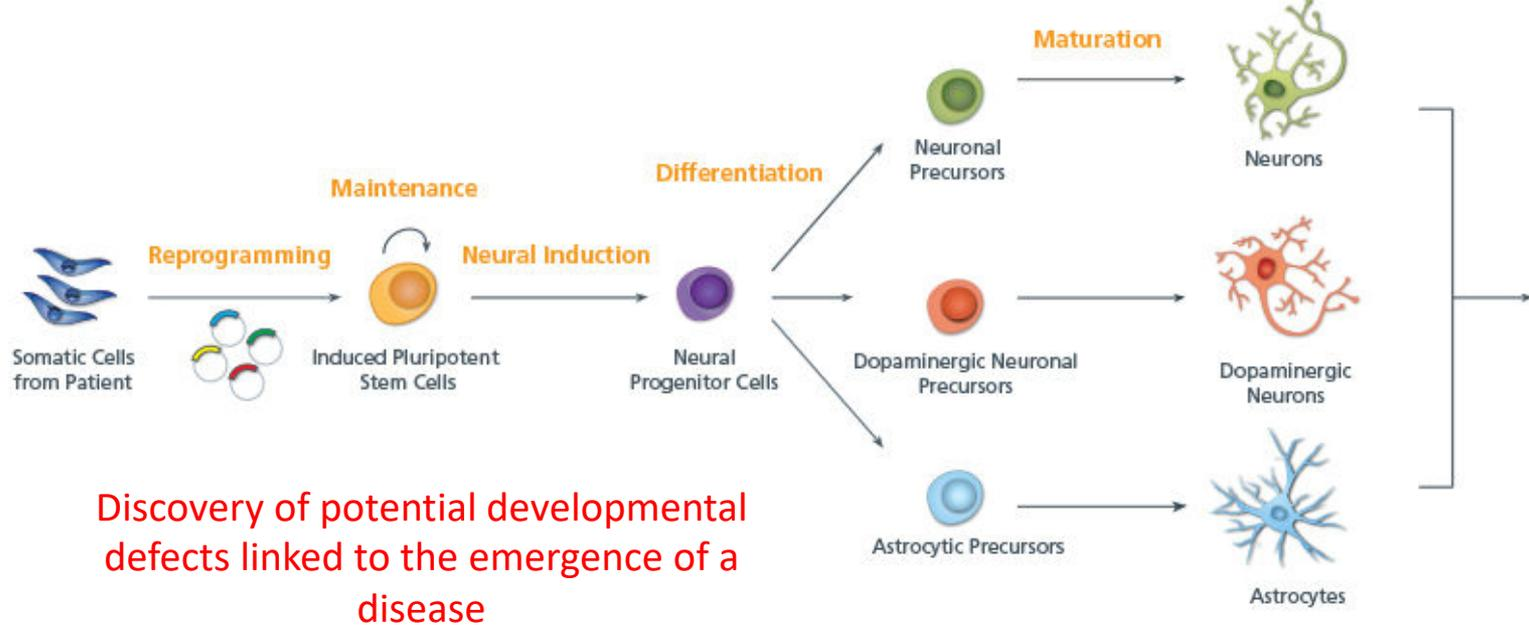 Maturation
Neuronal
Precursors
Neurons
Differentiation
Maintenance
Reprogramming
Neural Induction
Somatic Cells
from Patient
Induced Pluripotent
Stem Cells
Neural
Progenitor Cells
Dopaminergic Neuronal
Precursors
Dopaminergic
Neurons
Discovery of potential developmental
defects linked to the emergence of a
disease
Astrocytic Precursors
Astrocytes